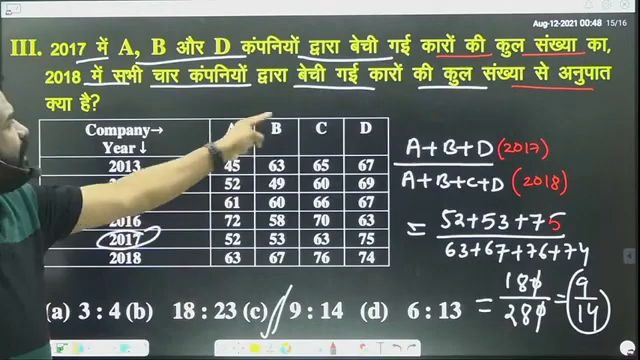 Aug-12-2021 00:48 15/16
III. 2017 में A, B और D कंपनियों द्वारा बेची गई कारों की कुल संख्या का,
2018 में सभी चार कंपनियों द्वारा बेची गई कारों की कुल संख्या से अनुपात
क्या है?
Company→ B C D
Year ↓
2013 45 63 65 67
52 49 60 69
61 60 66 67
2016 72 58 70 63
2017 52 53 63 75
2018 63 67 76 74
A+B+D (2017)
A+B+C+D (2018)
= 52+53+75
63+67+76+74
= 180 = 9
280 14
(a) 3 : 4 (b) 18 : 23 (c) 9 : 14 (d) 6 : 13